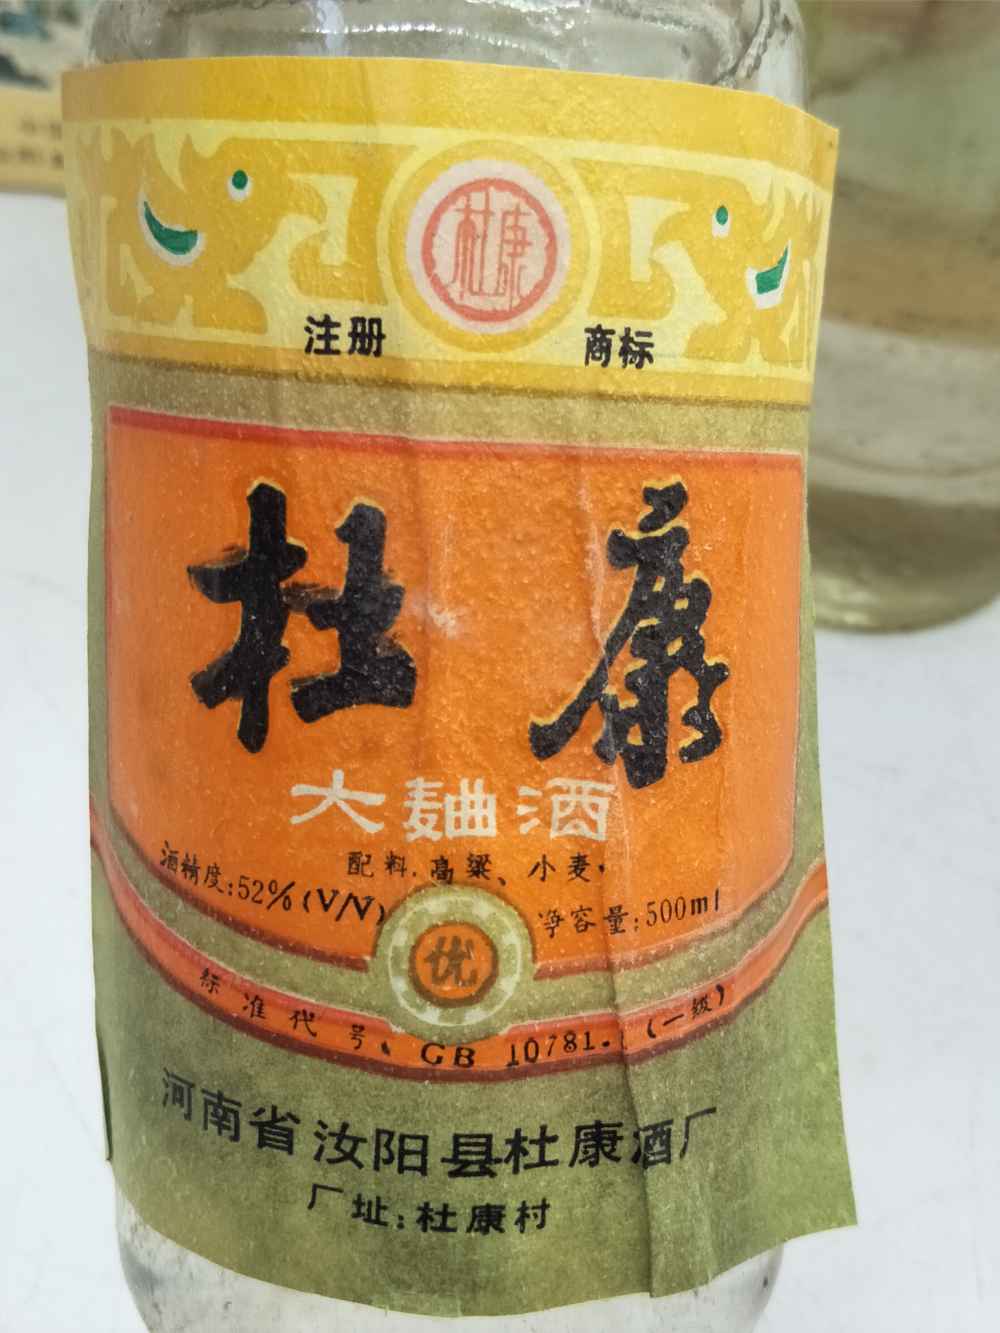 杜康
注册 商标
杜康
大麯酒
配料:高粱、小麦
酒精度:52%(V/V) 净容量:500ml
优
标准代号: GB 10781.1 (一级)
河南省汝阳县杜康酒厂
厂址:杜康村